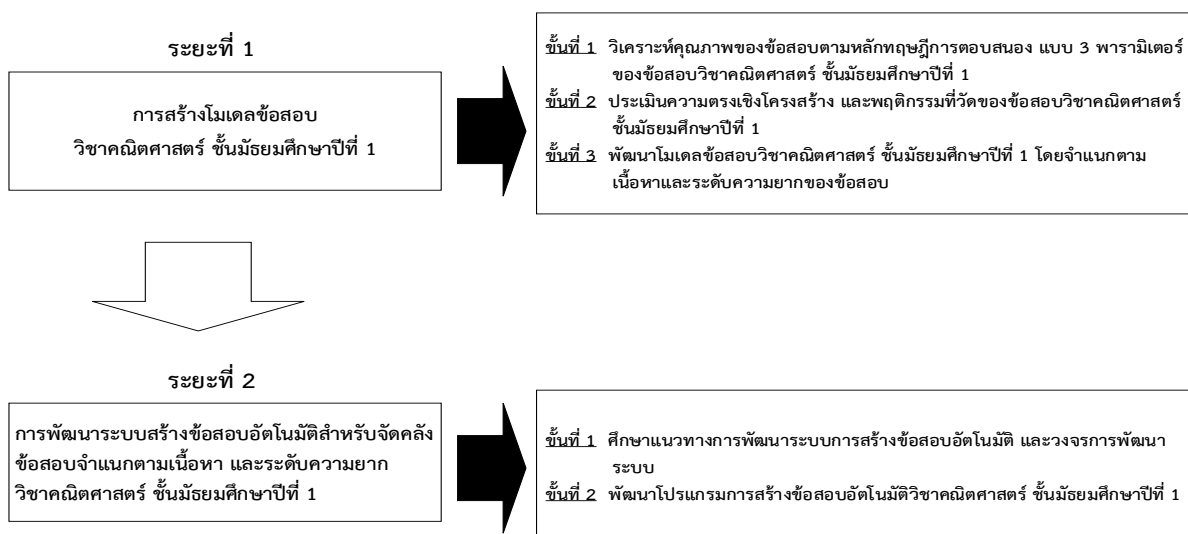 ระยะที่ 1
การสร้างโมเดลข้อสอบ
วิชาคณิตศาสตร์ ชั้นมัธยมศึกษาปีที่ 1
ขั้นที่ 1 วิเคราะห์คุณภาพของข้อสอบตามหลักทฤษฎีการตอบสนอง แบบ 3 พารามิเตอร์
ของข้อสอบวิชาคณิตศาสตร์ ชั้นมัธยมศึกษาปีที่ 1
ขั้นที่ 2 ประเมินความตรงเชิงโครงสร้าง และพฤติกรรมที่วัดของข้อสอบวิชาคณิตศาสตร์
ชั้นมัธยมศึกษาปีที่ 1
ขั้นที่ 3 พัฒนาโมเดลข้อสอบวิชาคณิตศาสตร์ ชั้นมัธยมศึกษาปีที่ 1 โดยจำแนกตาม
เนื้อหาและระดับความยากของข้อสอบ
ระยะที่ 2
การพัฒนาระบบสร้างข้อสอบอัตโนมัติสำหรับจัดคลัง
ข้อสอบจำแนกตามเนื้อหา และระดับความยาก
วิชาคณิตศาสตร์ ชั้นมัธยมศึกษาปีที่ 1
ขั้นที่ 1 ศึกษาแนวทางการพัฒนาระบบการสร้างข้อสอบอัตโนมัติ และวงจรการพัฒนา
ระบบ
ขั้นที่ 2 พัฒนาโปรแกรมการสร้างข้อสอบอัตโนมัติวิชาคณิตศาสตร์ ชั้นมัธยมศึกษาปีที่ 1